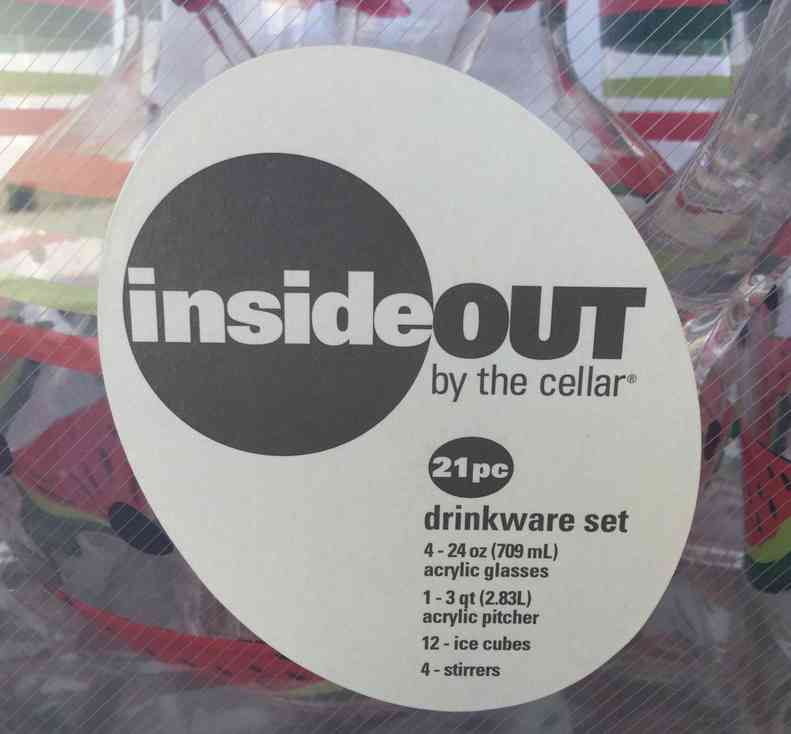 insideOUT
by the cellar®
21pc
drinkware set
4 - 24 oz (709 mL)
acrylic glasses
1 - 3 qt (2.83L)
acrylic pitcher
12 - ice cubes
4 - stirrers